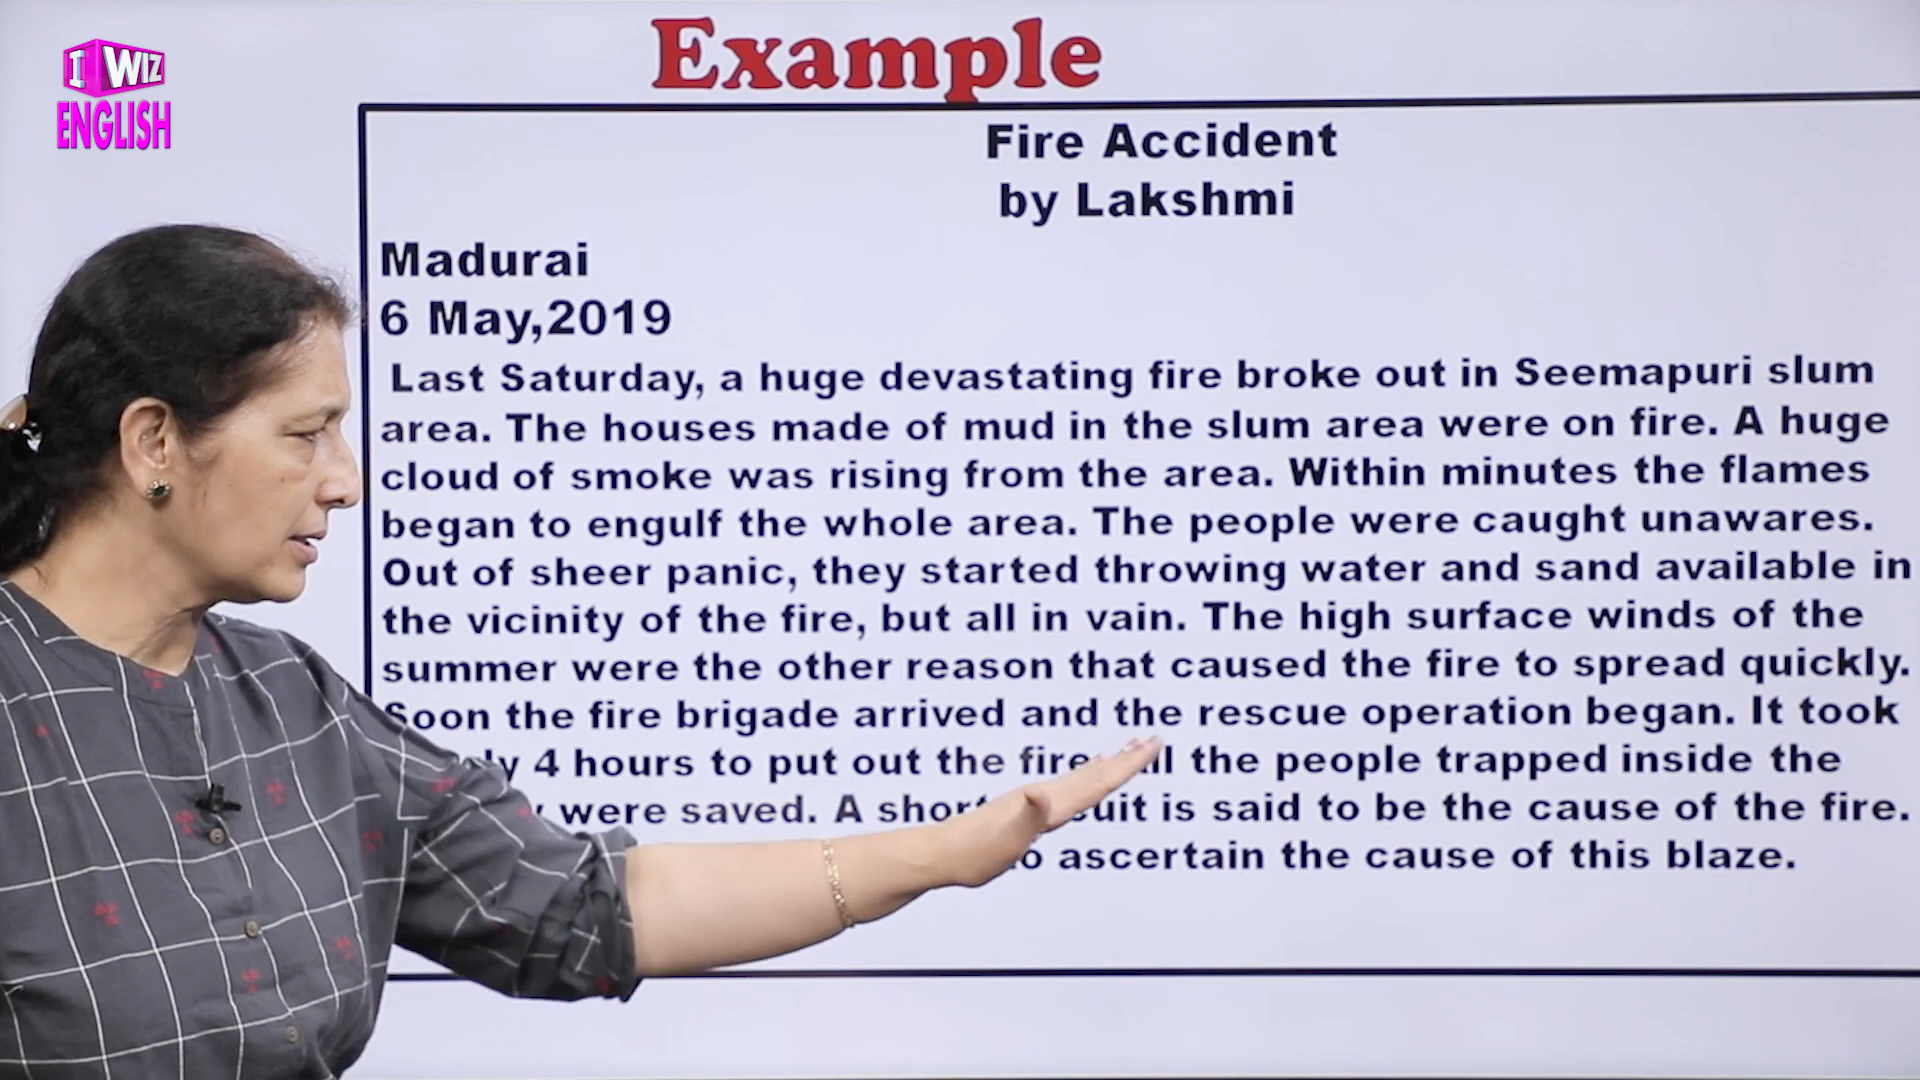 I WIZ
ENGLISH
Example
Fire Accident
by Lakshmi
Madurai
6 May,2019
Last Saturday, a huge devastating fire broke out in Seemapuri slum
area. The houses made of mud in the slum area were on fire. A huge
cloud of smoke was rising from the area. Within minutes the flames
began to engulf the whole area. The people were caught unawares.
Out of sheer panic, they started throwing water and sand available in
the vicinity of the fire, but all in vain. The high surface winds of the
summer were the other reason that caused the fire to spread quickly.
Soon the fire brigade arrived and the rescue operation began. It took
4 hours to put out the fire the people trapped inside the
were saved. A is said to be the cause of the fire.
ascertain the cause of this blaze.